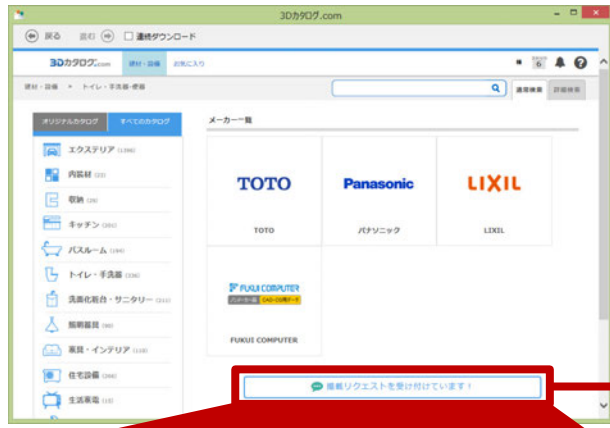 3Dカタログ.com
戻る 進む 連続ダウンロード
3Dカタログ.com 建材・設備 お気に入り
6
建材・設備 トイレ・手洗器・便器
通常検索 詳細検索
オリジナルカタログ すべてのカタログ
メーカー一覧
エクステリア
内装材 (23)
収納
キッチン
バスルーム
トイレ・手洗器
洗面化粧台・サニタリー
照明器具
家具・インテリア
住宅設備
生活家電
TOTO
TOTO
Panasonic
パナソニック
LIXIL
LIXIL
FUKUI COMPUTER
FUKUI COMPUTER
掲載リクエストを受け付けています！